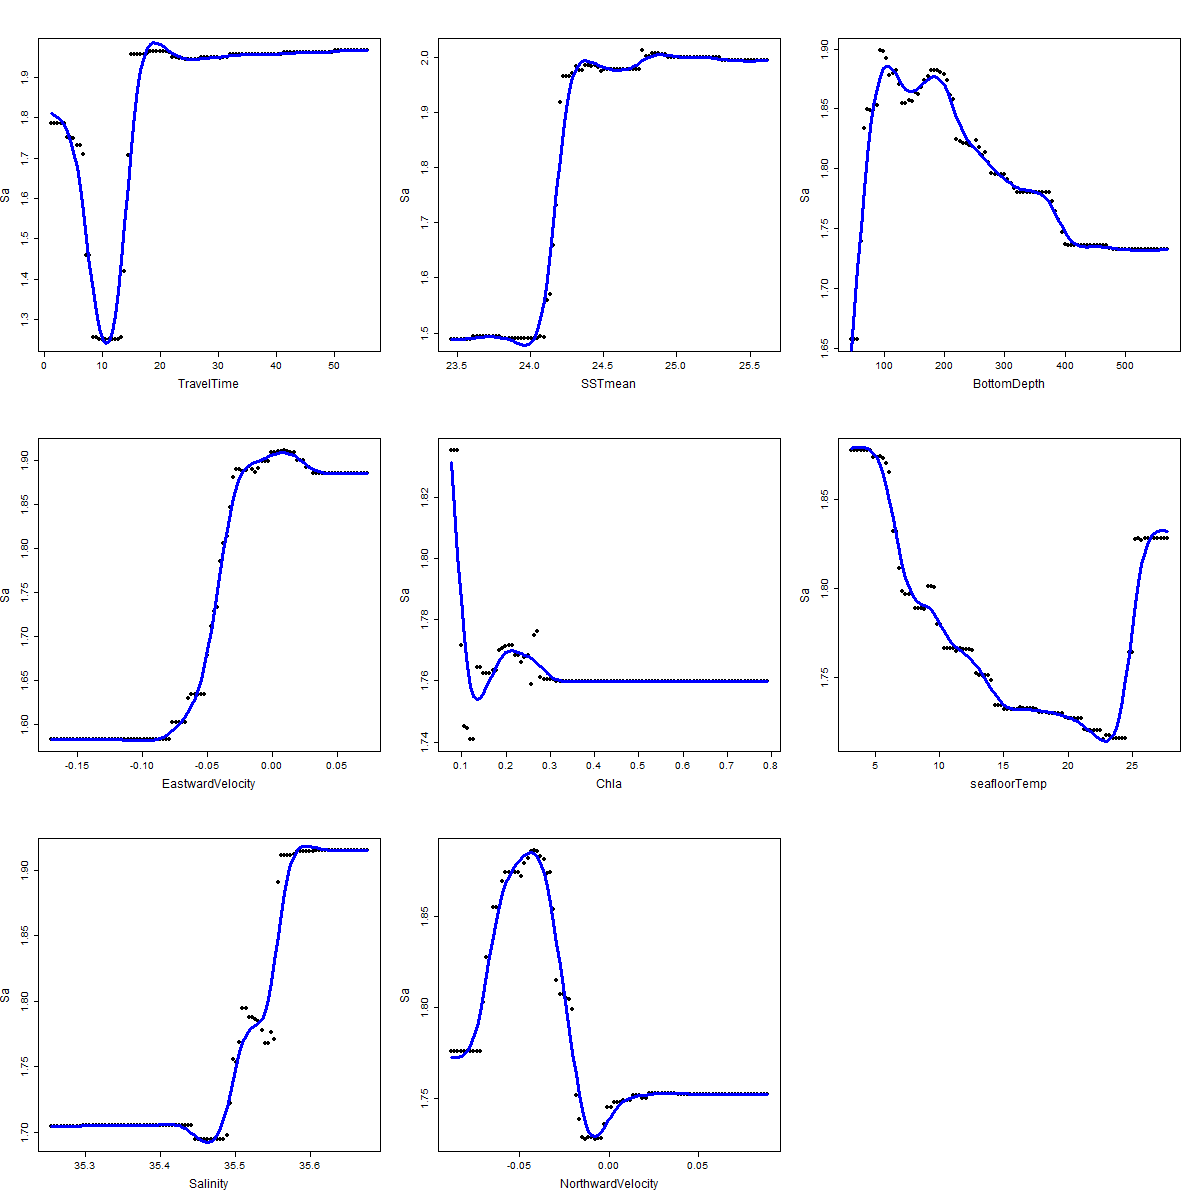 Sa
1.3 1.4 1.5 1.6 1.7 1.8 1.9
0 10 20 30 40 50
TravelTime
Sa
1.5 1.6 1.7 1.8 1.9 2.0
23.5 24.0 24.5 25.0 25.5
SSTmean
Sa
1.65 1.70 1.75 1.80 1.85 1.90
100 200 300 400 500
BottomDepth
Sa
1.60 1.65 1.70 1.75 1.80 1.85 1.90
-0.15 -0.10 -0.05 0.00 0.05
EastwardVelocity
Sa
1.74 1.76 1.78 1.80 1.82
0.1 0.2 0.3 0.4 0.5 0.6 0.7 0.8
Chla
Sa
1.75 1.80 1.85
5 10 15 20 25
seafloorTemp
Sa
1.70 1.75 1.80 1.85 1.90
35.3 35.4 35.5 35.6
Salinity
Sa
1.75 1.80 1.85
-0.05 0.00 0.05
NorthwardVelocity